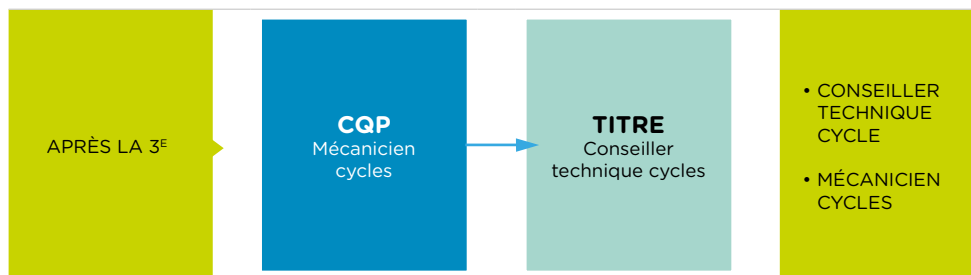 APRÈS LA 3E
CQP
Mécanicien
cycles
TITRE
Conseiller
technique cycles
• CONSEILLER
TECHNIQUE
CYCLE
• MÉCANICIEN
CYCLES